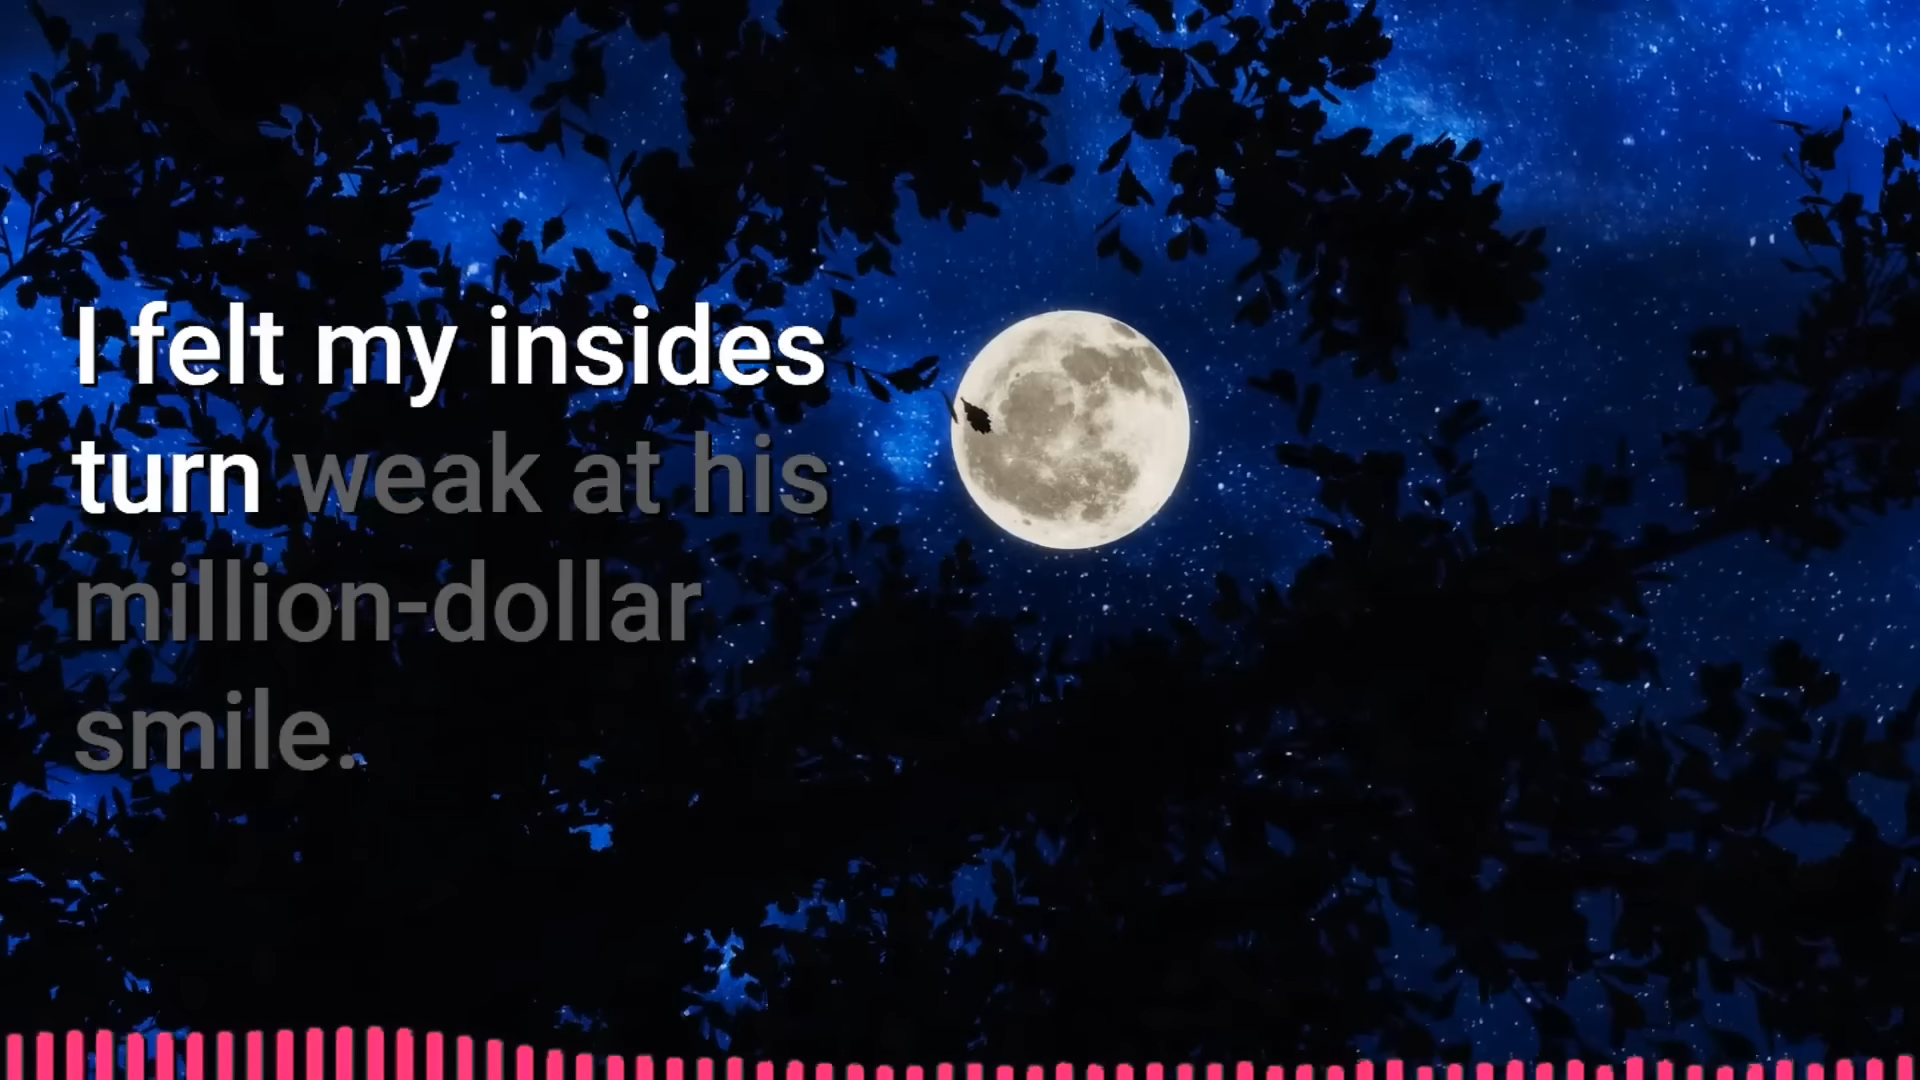 I felt my insides
turn weak at his
million-dollar
smile.